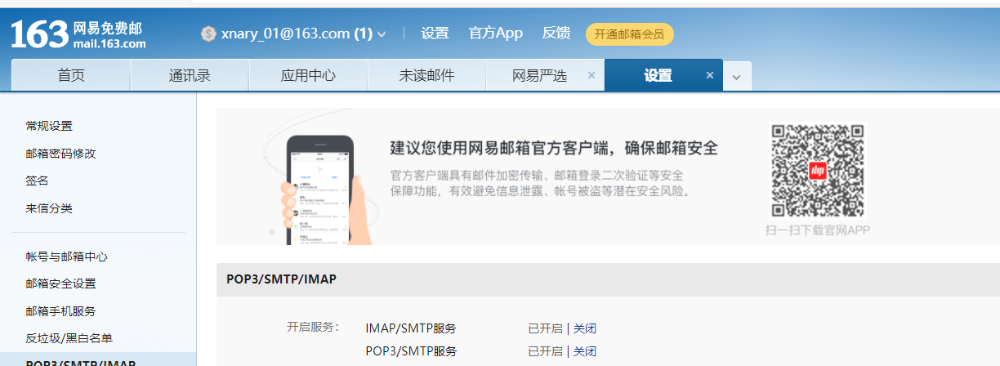 163 网易免费邮
mail.163.com
xnary_01@163.com (1)
设置
官方App
反馈
开通邮箱会员
首页
通讯录
应用中心
未读邮件
网易严选
设置
常规设置
邮箱密码修改
签名
来信分类
帐号与邮箱中心
邮箱安全设置
邮箱手机服务
反垃圾/黑白名单
POP3/SMTP/IMAP
建议您使用网易邮箱官方客户端，确保邮箱安全
官方客户端具有邮件加密传输、邮箱登录二次验证等安全
保障功能，有效避免信息泄露、帐号被盗等潜在安全风险。
扫一扫下载官网APP
POP3/SMTP/IMAP
开启服务：
IMAP/SMTP服务
已开启 | 关闭
POP3/SMTP服务
已开启 | 关闭